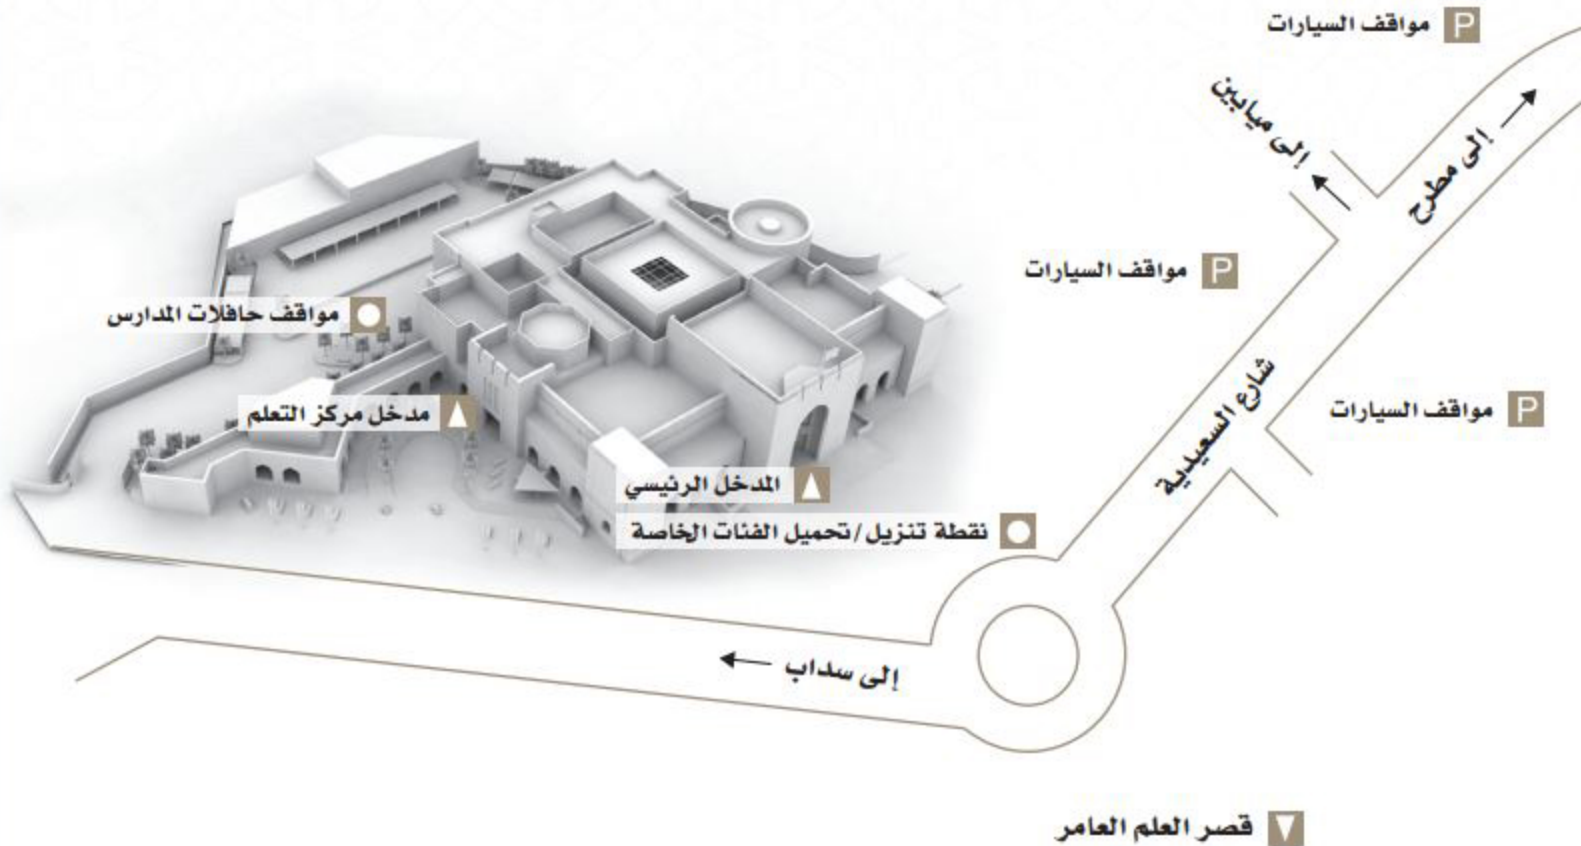 P مواقف السيارات
إلى ميابين
إلى مطرح
P مواقف السيارات
مواقف حافلات المدارس
شارع السعيدية
P مواقف السيارات
مدخل مركز التعلم
المدخل الرئيسي
نقطة تنزيل/تحميل الفئات الخاصة
إلى سداب
قصر العلم العامر